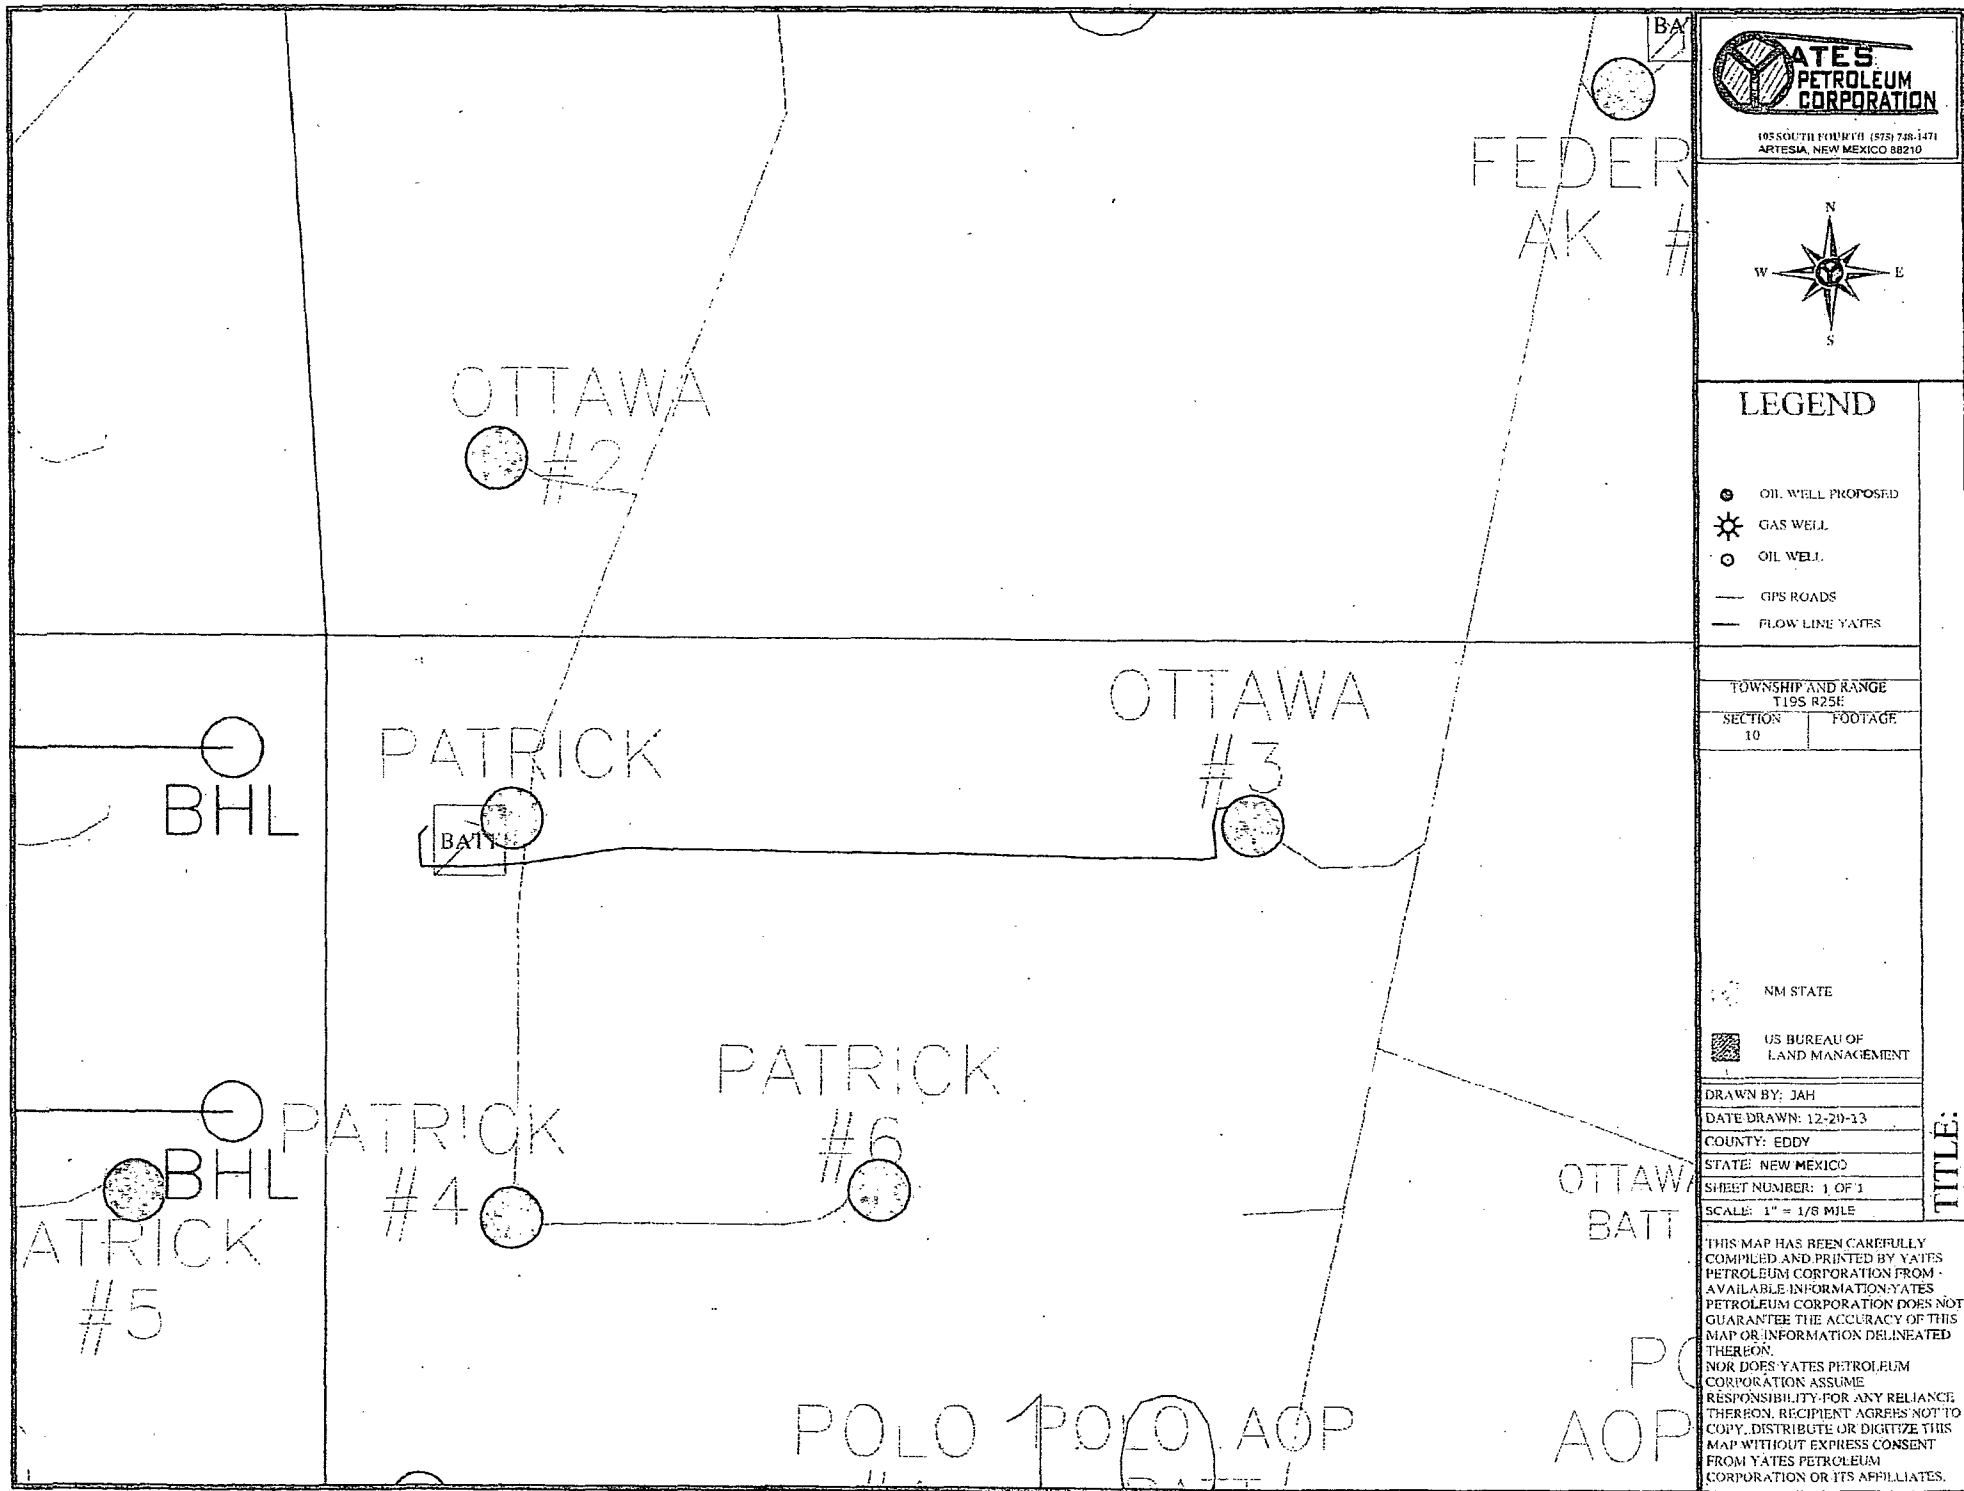 BA
FEDER
AK #
OTTAWA
#2
OTTAWA
#3
PATRICK
BATT
BHL
PATRICK
#6
PATRICK
#4
BHL
ATRICK
#5
OTTAWA
BATT
POLO 1
POLO AOP
BATT
PO
AOP
YATES
PETROLEUM
CORPORATION
105 SOUTH FOURTH (575) 748-1471
ARTESIA, NEW MEXICO 88210
N
W E
S
LEGEND
OIL WELL PROPOSED
GAS WELL
OIL WELL
GPS ROADS
FLOW LINE YATES
TOWNSHIP AND RANGE
T19S R25E
SECTION FOOTAGE
10
NM STATE
US BUREAU OF
LAND MANAGEMENT
DRAWN BY: JAH
DATE DRAWN: 12-20-13
COUNTY: EDDY
STATE: NEW MEXICO
SHEET NUMBER: 1 OF 1
SCALE: 1" = 1/8 MILE
TITLE:
THIS MAP HAS BEEN CAREFULLY
COMPILED AND PRINTED BY YATES
PETROLEUM CORPORATION FROM
AVAILABLE INFORMATION. YATES
PETROLEUM CORPORATION DOES NOT
GUARANTEE THE ACCURACY OF THIS
MAP OR INFORMATION DELINEATED
THEREON.
NOR DOES YATES PETROLEUM
CORPORATION ASSUME
RESPONSIBILITY FOR ANY RELIANCE
THEREON. RECIPIENT AGREES NOT TO
COPY, DISTRIBUTE OR DIGITIZE THIS
MAP WITHOUT EXPRESS CONSENT
FROM YATES PETROLEUM
CORPORATION OR ITS AFFILLIATES.